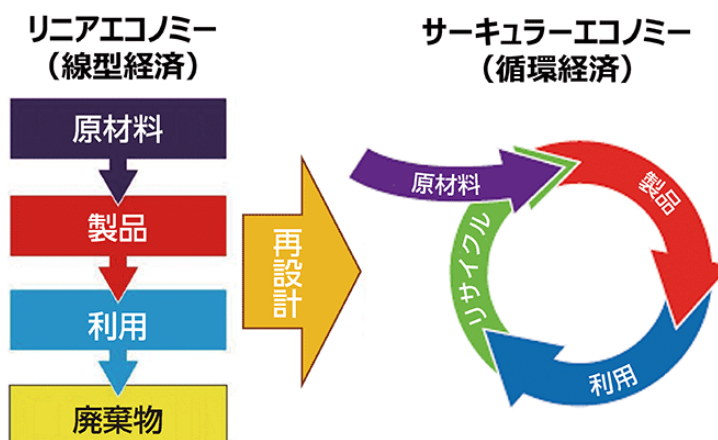 リニアエコノミー
（線型経済）
原材料
製品
利用
廃棄物
再設計
サーキュラーエコノミー
（循環経済）
原材料
製品
利用
リサイクル